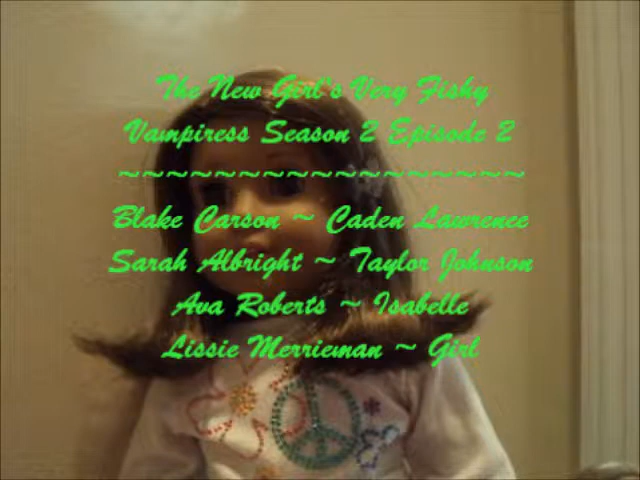 The New Girl's Very Fishy
Vampiress Season 2 Episode 2
~~~~~~~~~~~~~~~~~
Blake Carson ~ Caden Lawrence
Sarah Albright ~ Taylor Johnson
Ava Roberts ~ Isabelle
Lissie Merrieman ~ Girl